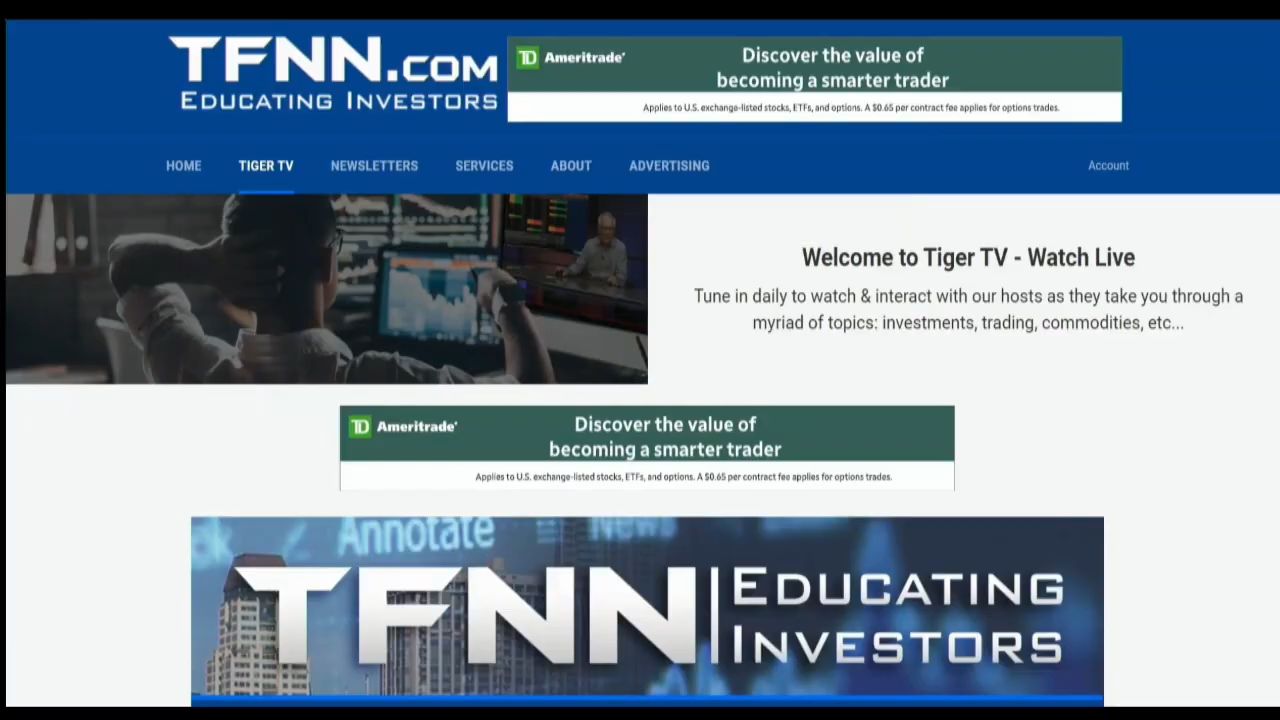 TFNN.COM
EDUCATING INVESTORS
TD Ameritrade
Discover the value of
becoming a smarter trader
Applies to U.S. exchange-listed stocks, ETFs, and options. A $0.65 per contract fee applies for options trades.
HOME TIGER TV NEWSLETTERS SERVICES ABOUT ADVERTISING Account
Welcome to Tiger TV - Watch Live
Tune in daily to watch & interact with our hosts as they take you through a
myriad of topics: investments, trading, commodities, etc...
TD Ameritrade
Discover the value of
becoming a smarter trader
Applies to U.S. exchange-listed stocks, ETFs, and options. A $0.65 per contract fee applies for options trades.
Annotate News
TFNN EDUCATING
INVESTORS